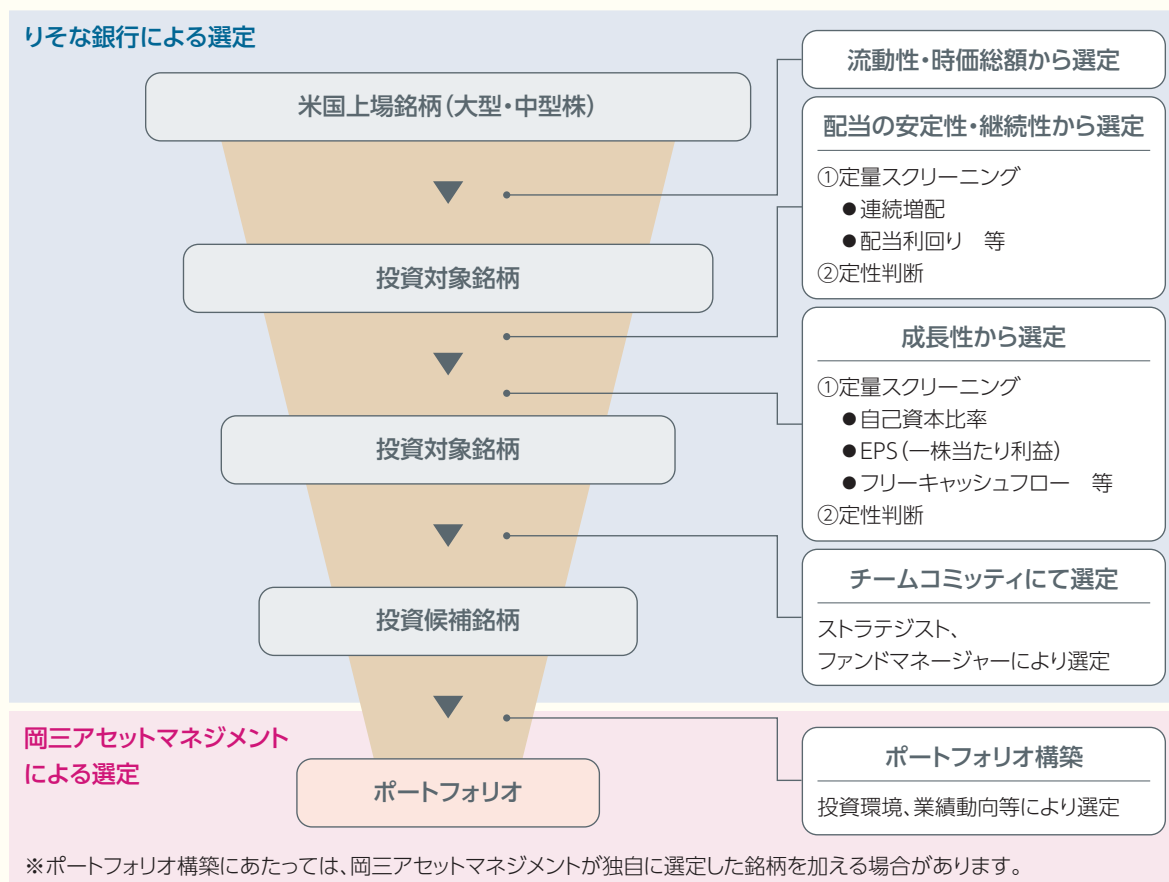 りそな銀行による選定
米国上場銘柄(大型・中型株)
投資対象銘柄
投資対象銘柄
投資候補銘柄
流動性・時価総額から選定
配当の安定性・継続性から選定
①定量スクリーニング
●連続増配
●配当利回り 等
②定性判断
成長性から選定
①定量スクリーニング
●自己資本比率
●EPS(一株当たり利益)
●フリーキャッシュフロー 等
②定性判断
チームコミッティにて選定
ストラテジスト、
ファンドマネージャーにより選定
岡三アセットマネジメント
による選定
ポートフォリオ
ポートフォリオ構築
投資環境、業績動向等により選定
※ポートフォリオ構築にあたっては、岡三アセットマネジメントが独自に選定した銘柄を加える場合があります。